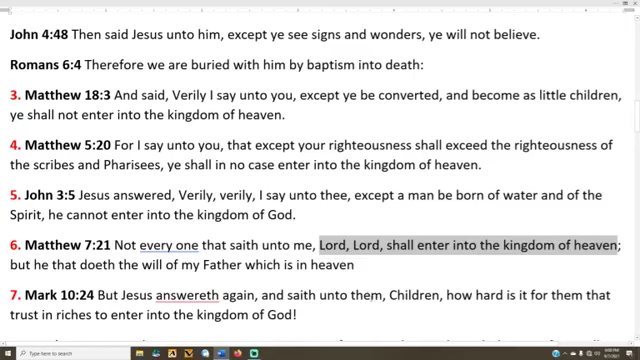 John 4:48 Then said Jesus unto him, except ye see signs and wonders, ye will not believe.
Romans 6:4 Therefore we are buried with him by baptism into death:
3. Matthew 18:3 And said, Verily I say unto you, except ye be converted, and become as little children,
ye shall not enter into the kingdom of heaven.
4. Matthew 5:20 For I say unto you, that except your righteousness shall exceed the righteousness of
the scribes and Pharisees, ye shall in no case enter into the kingdom of heaven.
5. John 3:5 Jesus answered, Verily, verily, I say unto thee, except a man be born of water and of the
Spirit, he cannot enter into the kingdom of God.
6. Matthew 7:21 Not every one that saith unto me, Lord, Lord, shall enter into the kingdom of heaven;
but he that doeth the will of my Father which is in heaven
7. Mark 10:24 But Jesus answereth again, and saith unto them, Children, how hard is it for them that
trust in riches to enter into the kingdom of God!
Type here to search